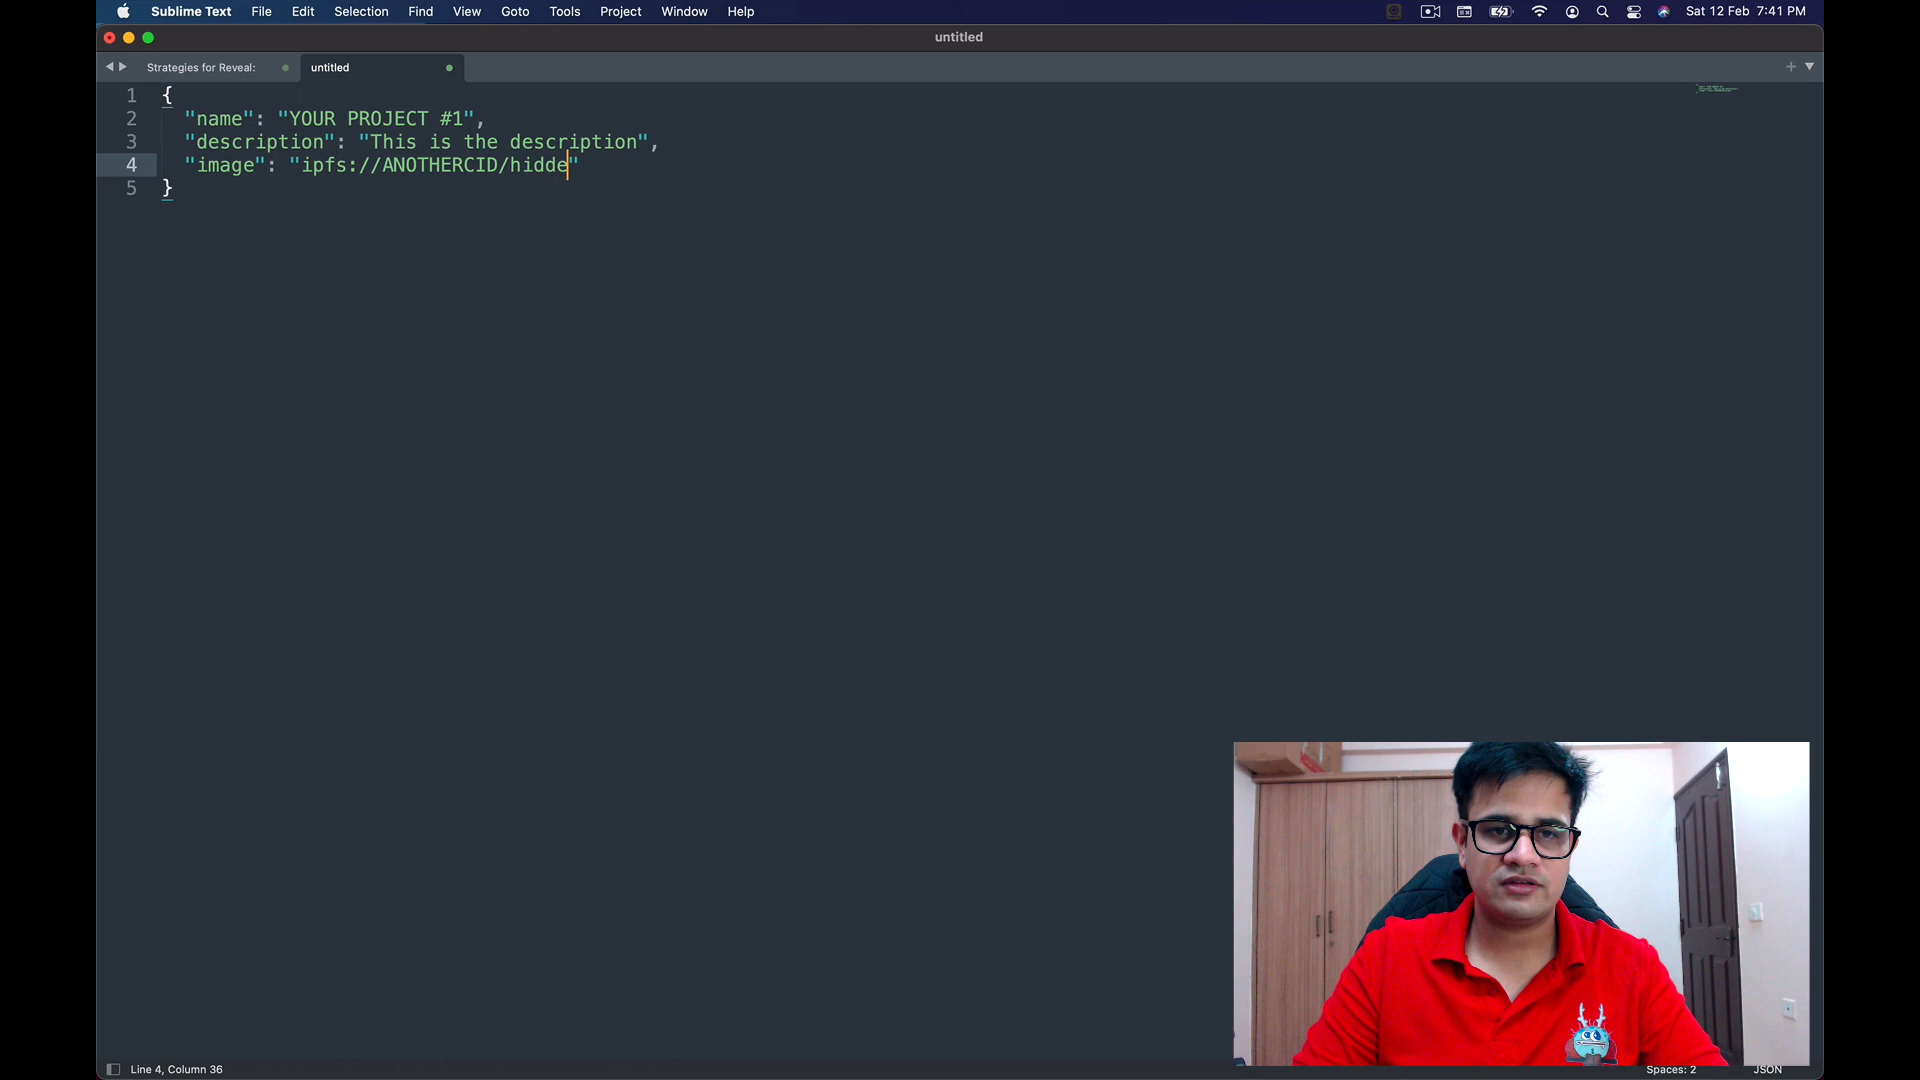 Sublime Text File Edit Selection Find View Goto Tools Project Window Help Sat 12 Feb 7:41 PM
untitled
Strategies for Reveal: untitled
1 {
2 "name": "YOUR PROJECT #1",
3 "description": "This is the description",
4 "image": "ipfs://ANOTHERCID/hidde"
5 }
Line 4, Column 36 Spaces: 2 JSON